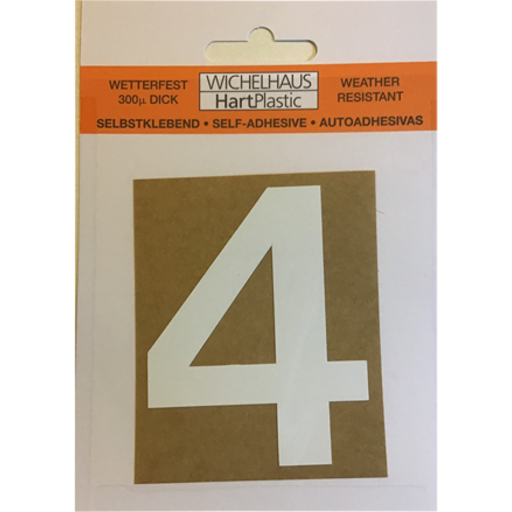 WETTERFEST
300µ DICK
WICHELHAUS
HartPlastic
WEATHER
RESISTANT
SELBSTKLEBEND • SELF-ADHESIVE • AUTOADHESIVAS
4